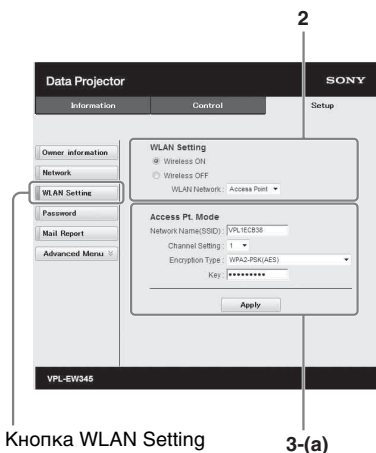 2
Data Projector
SONY
Information
Control
Setup
Owner information
Network
WLAN Setting
Password
Mail Report
Advanced Menu
WLAN Setting
Wireless ON
Wireless OFF
WLAN Network : Access Point
Access Pt. Mode
Network Name(SSID) : VPL1ECB38
Channel Setting : 1
Encryption Type : WPA2-PSK(AES)
Key : •••••••••
Apply
VPL-EW345
Кнопка WLAN Setting
3-(a)